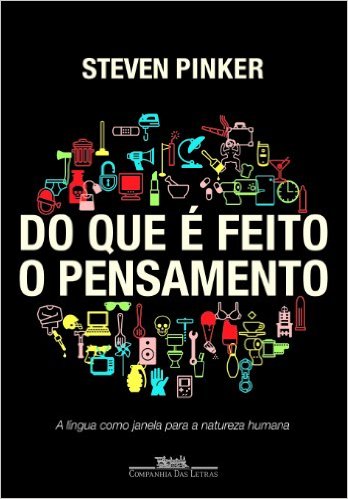 STEVEN PINKER
DO QUE É FEITO
O PENSAMENTO
A língua como janela para a natureza humana
COMPANHIA DAS LETRAS